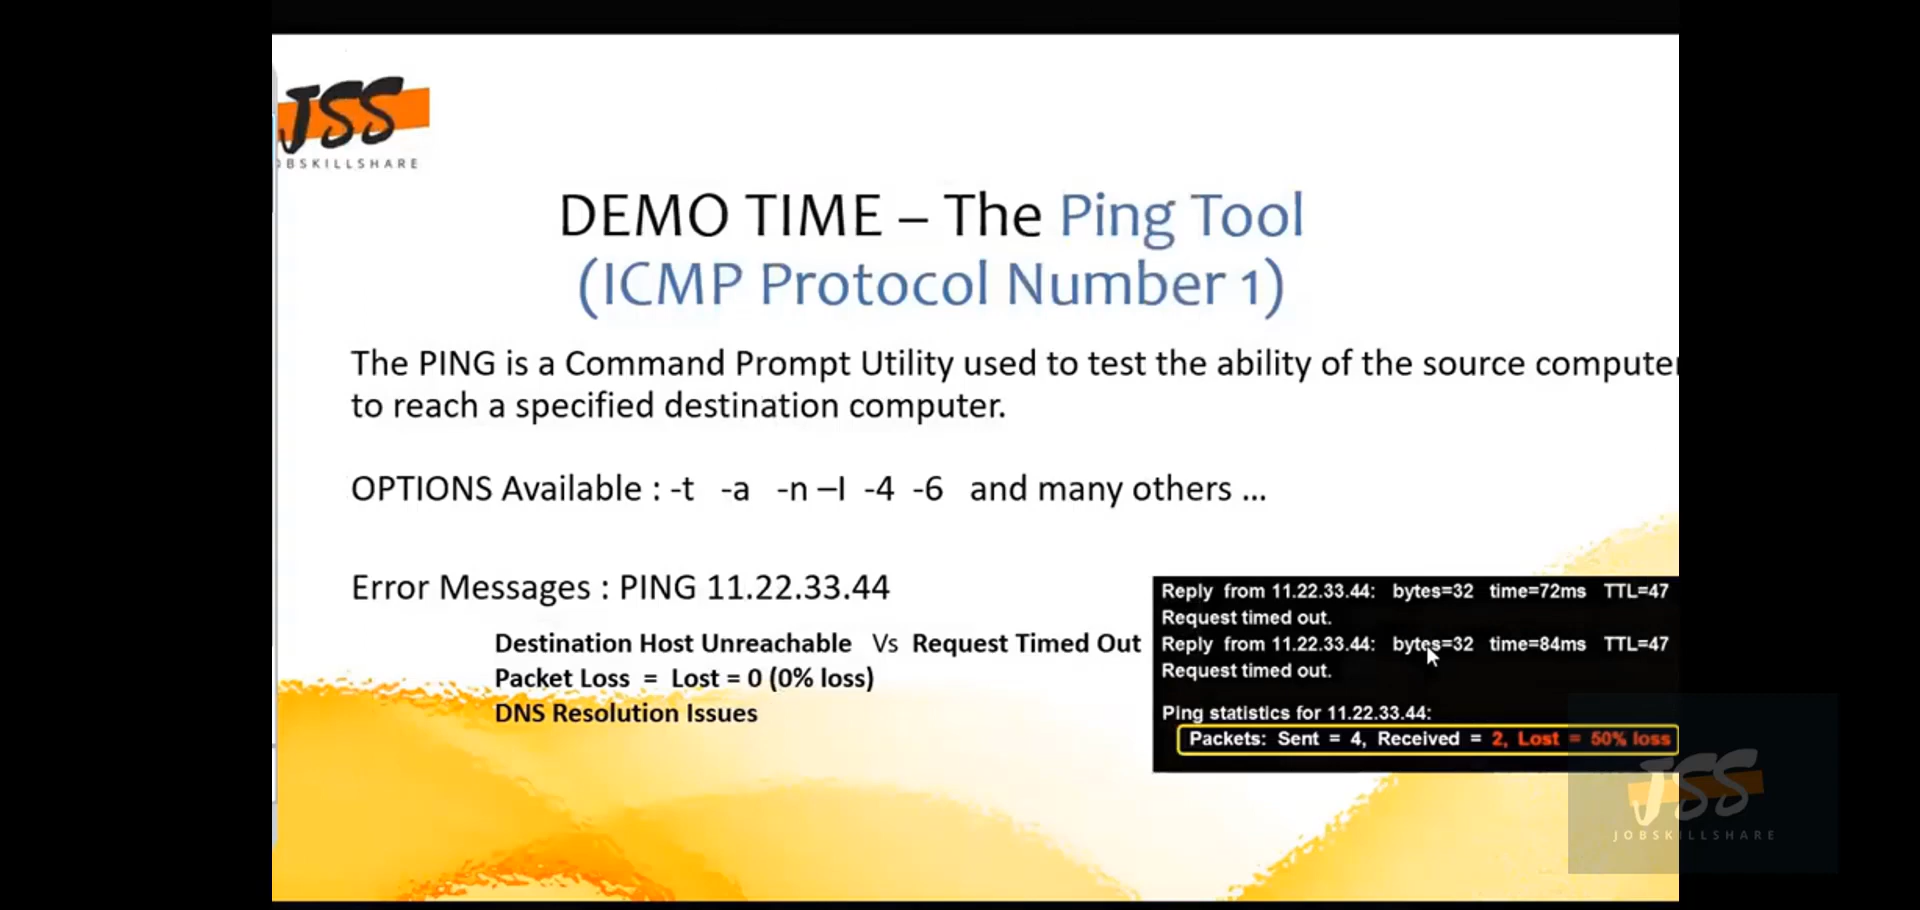 JSS
OBSKILLSHARE
DEMO TIME – The Ping Tool
(ICMP Protocol Number 1)
The PING is a Command Prompt Utility used to test the ability of the source compute
to reach a specified destination computer.
OPTIONS Available : -t -a -n –l -4 -6 and many others ...
Error Messages : PING 11.22.33.44
Destination Host Unreachable Vs Request Timed Out
Packet Loss = Lost = 0 (0% loss)
DNS Resolution Issues
Reply from 11.22.33.44: bytes=32 time=72ms TTL=47
Request timed out.
Reply from 11.22.33.44: bytes=32 time=84ms TTL=47
Request timed out.
Ping statistics for 11.22.33.44:
Packets: Sent = 4, Received = 2, Lost = 50% loss
JSS
JOBSKILLSHARE